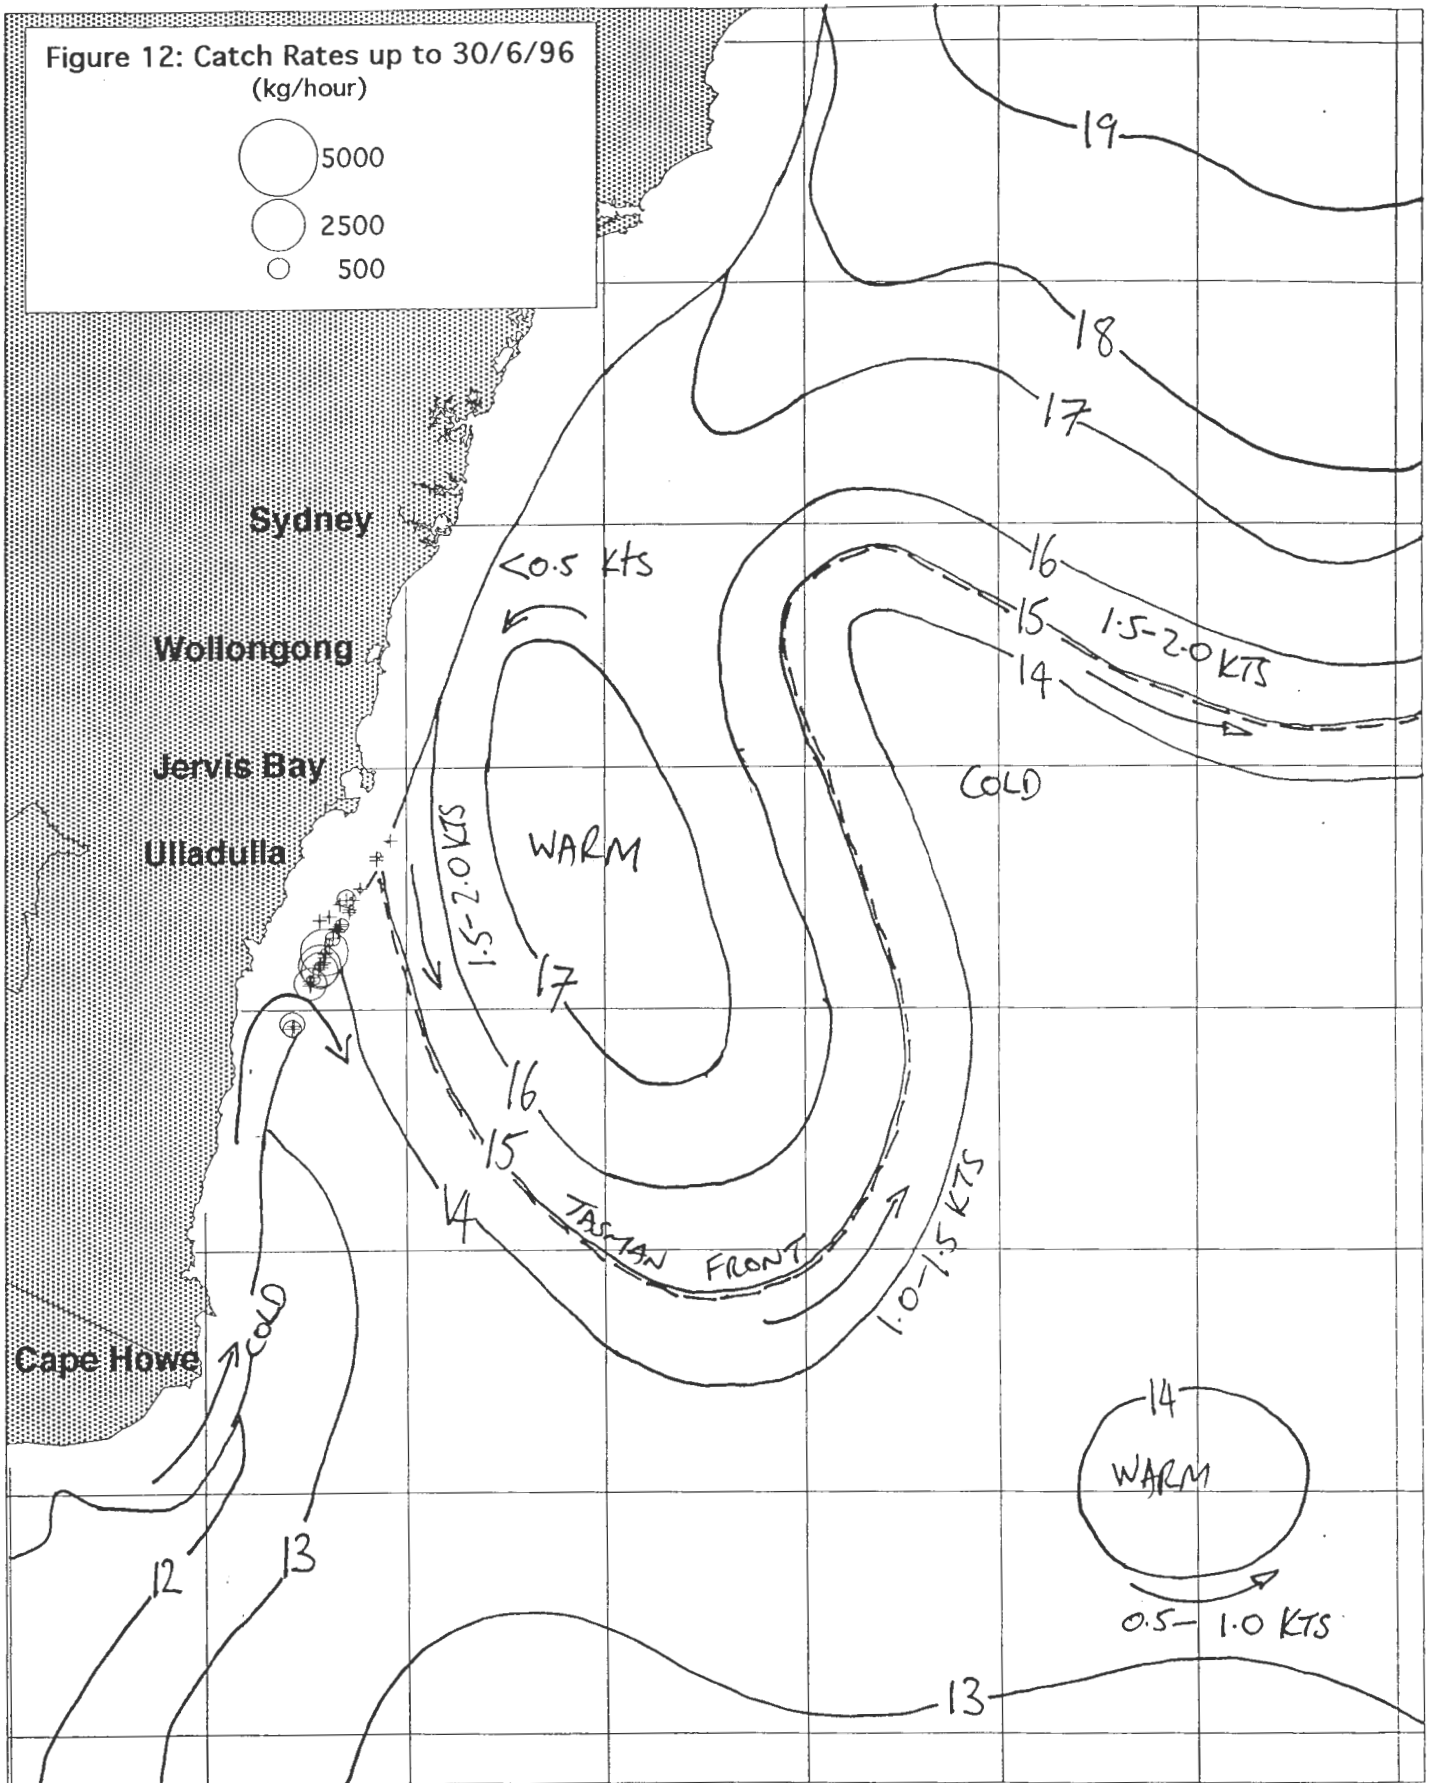 Figure 12: Catch Rates up to 30/6/96
(kg/hour)
5000
2500
500
19
18
17
Sydney
<0.5 KTS
16
15
1.5-2.0 KTS
14
Wollongong
Jervis Bay
COLD
Ulladulla
1.5-2.0 KTS
WARM
17
16
15
14
TASMAN FRONT
1.0-1.5 KTS
COLD
Cape Howe
14
WARM
12
13
0.5-1.0 KTS
13